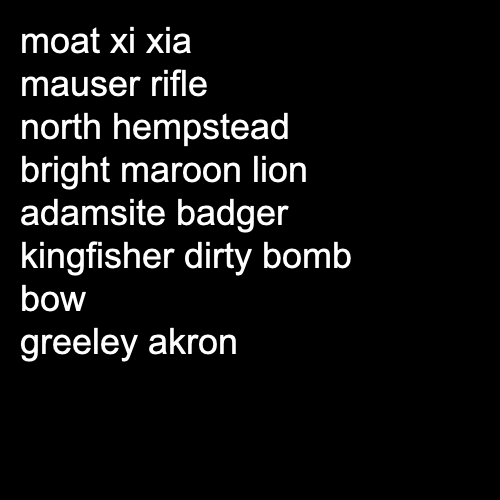 moat xi xia
mauser rifle
north hempstead
bright maroon lion
adamsite badger
kingfisher dirty bomb
bow
greeley akron